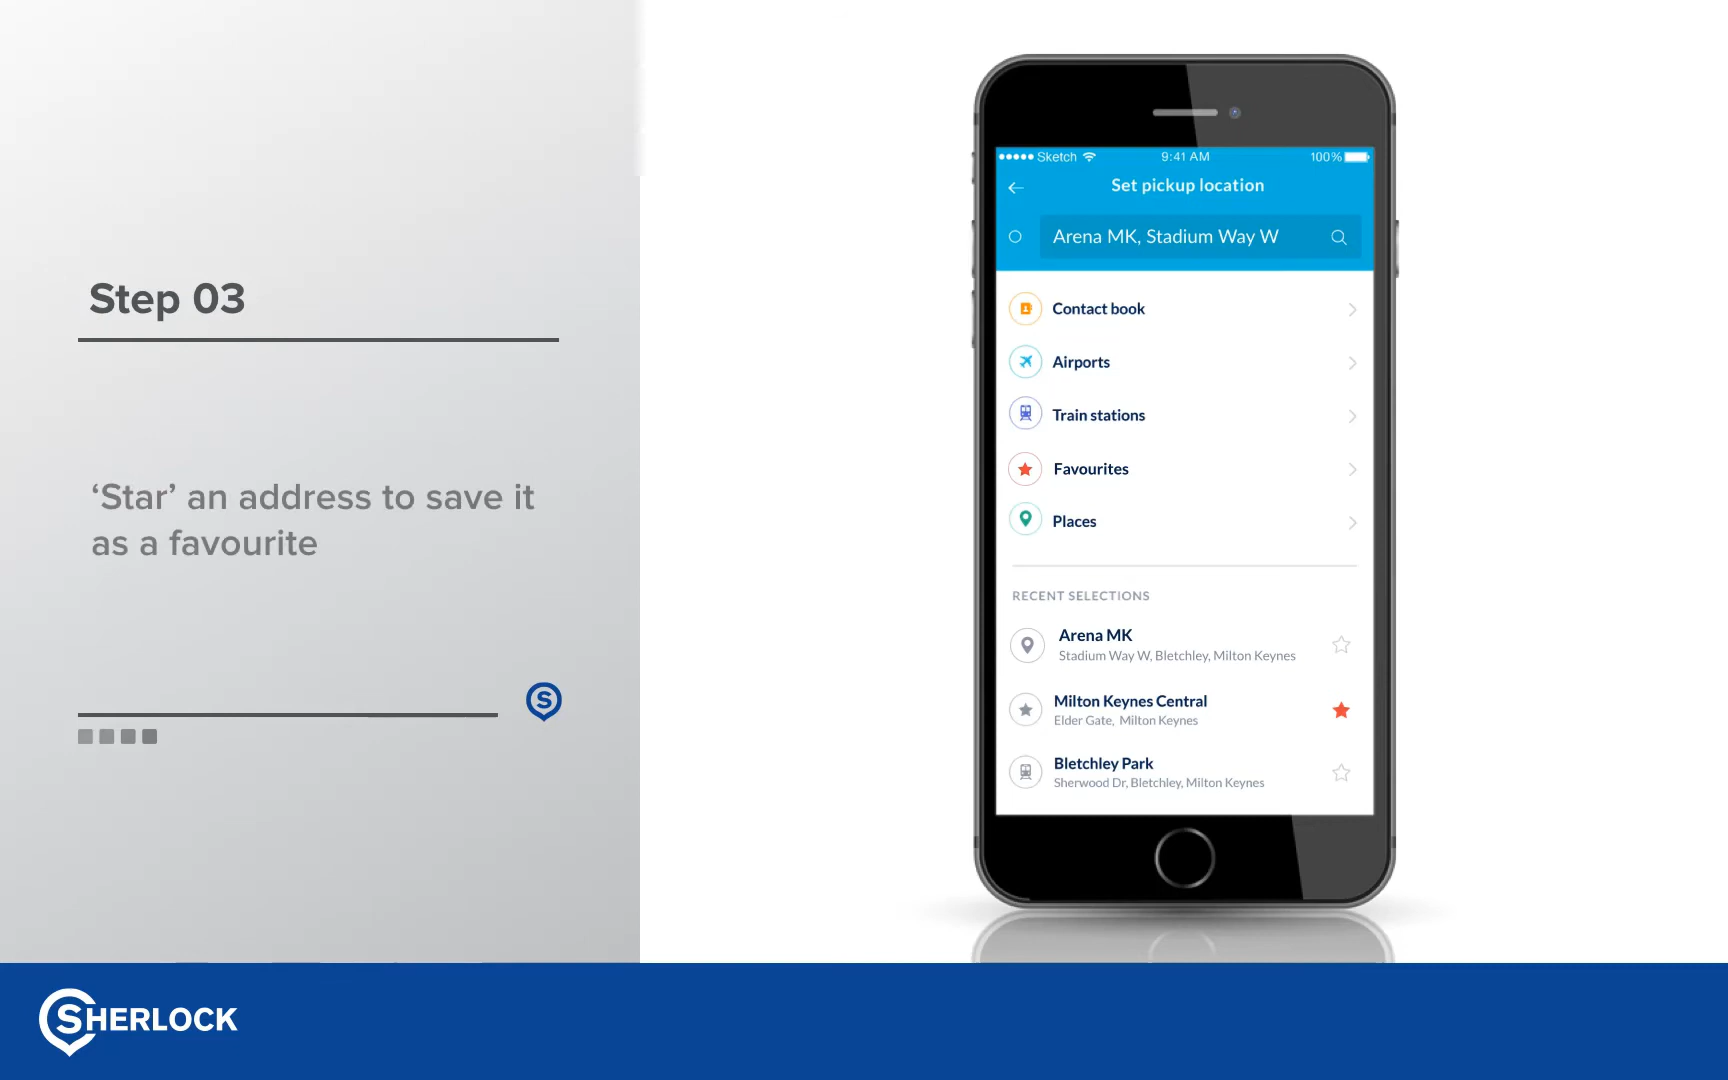 Step 03
‘Star’ an address to save it
as a favourite
S
SHERLOCK
Sketch
9:41 AM
100%
Set pickup location
Arena MK, Stadium Way W
Contact book
Airports
Train stations
Favourites
Places
RECENT SELECTIONS
Arena MK
Stadium Way W, Bletchley, Milton Keynes
Milton Keynes Central
Elder Gate, Milton Keynes
Bletchley Park
Sherwood Dr, Bletchley, Milton Keynes